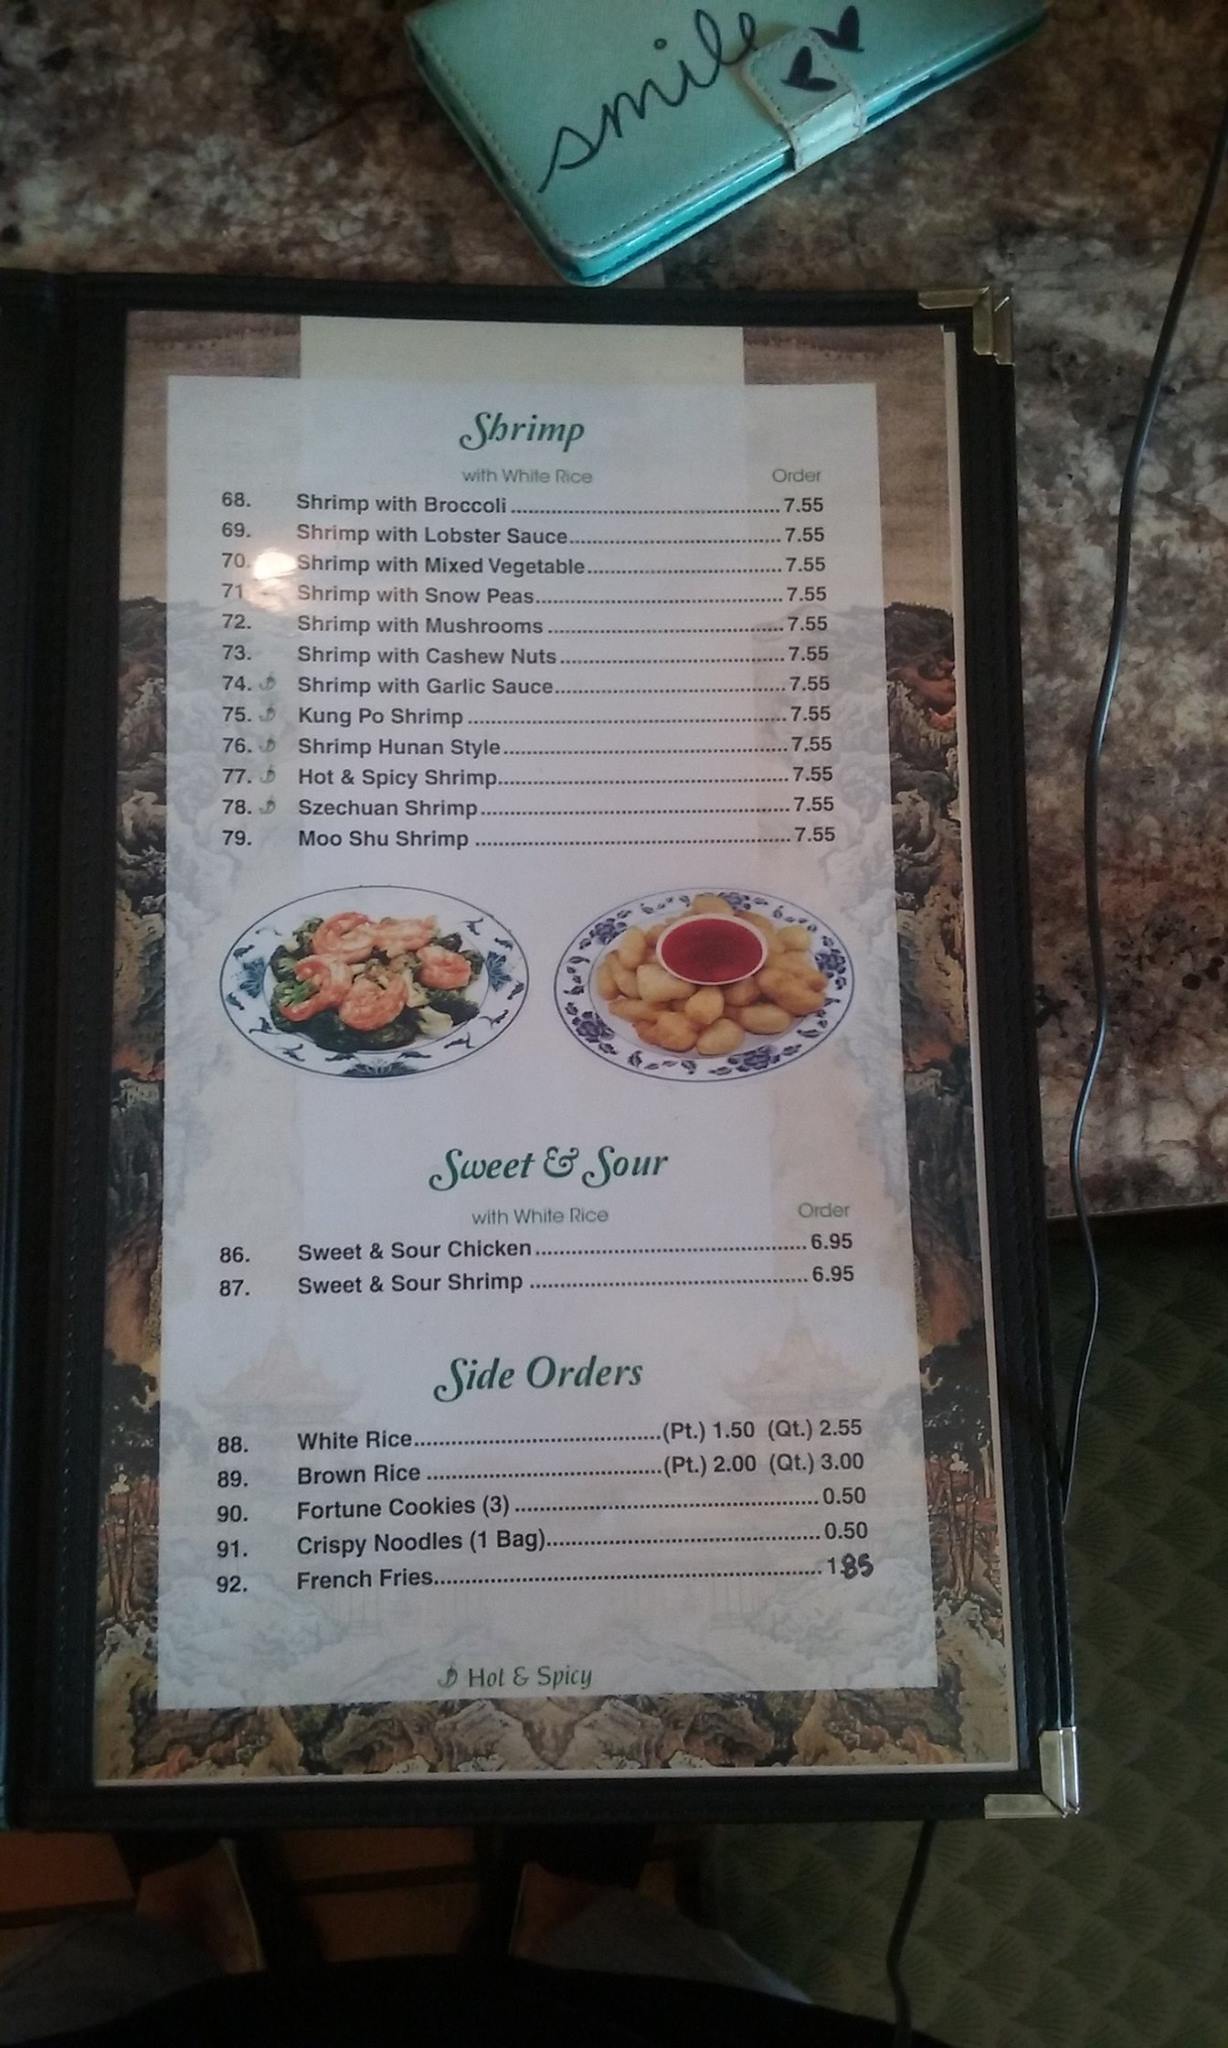 smile
Shrimp
with White Rice Order
68. Shrimp with Broccoli ............ 7.55
69. Shrimp with Lobster Sauce............ 7.55
70. Shrimp with Mixed Vegetable............ 7.55
71 Shrimp with Snow Peas............ 7.55
72. Shrimp with Mushrooms ............ 7.55
73. Shrimp with Cashew Nuts ............ 7.55
74. Shrimp with Garlic Sauce............ 7.55
75. Kung Po Shrimp ............ 7.55
76. Shrimp Hunan Style ............ 7.55
77. Hot & Spicy Shrimp............ 7.55
78. Szechuan Shrimp ............ 7.55
79. Moo Shu Shrimp ............ 7.55
Sweet & Sour
with White Rice Order
86. Sweet & Sour Chicken ............ 6.95
87. Sweet & Sour Shrimp ............ 6.95
Side Orders
88. White Rice............ (Pt.) 1.50 (Qt.) 2.55
89. Brown Rice ............ (Pt.) 2.00 (Qt.) 3.00
90. Fortune Cookies (3) ............ 0.50
91. Crispy Noodles (1 Bag)............ 0.50
92. French Fries............ 1.85
Hot & Spicy